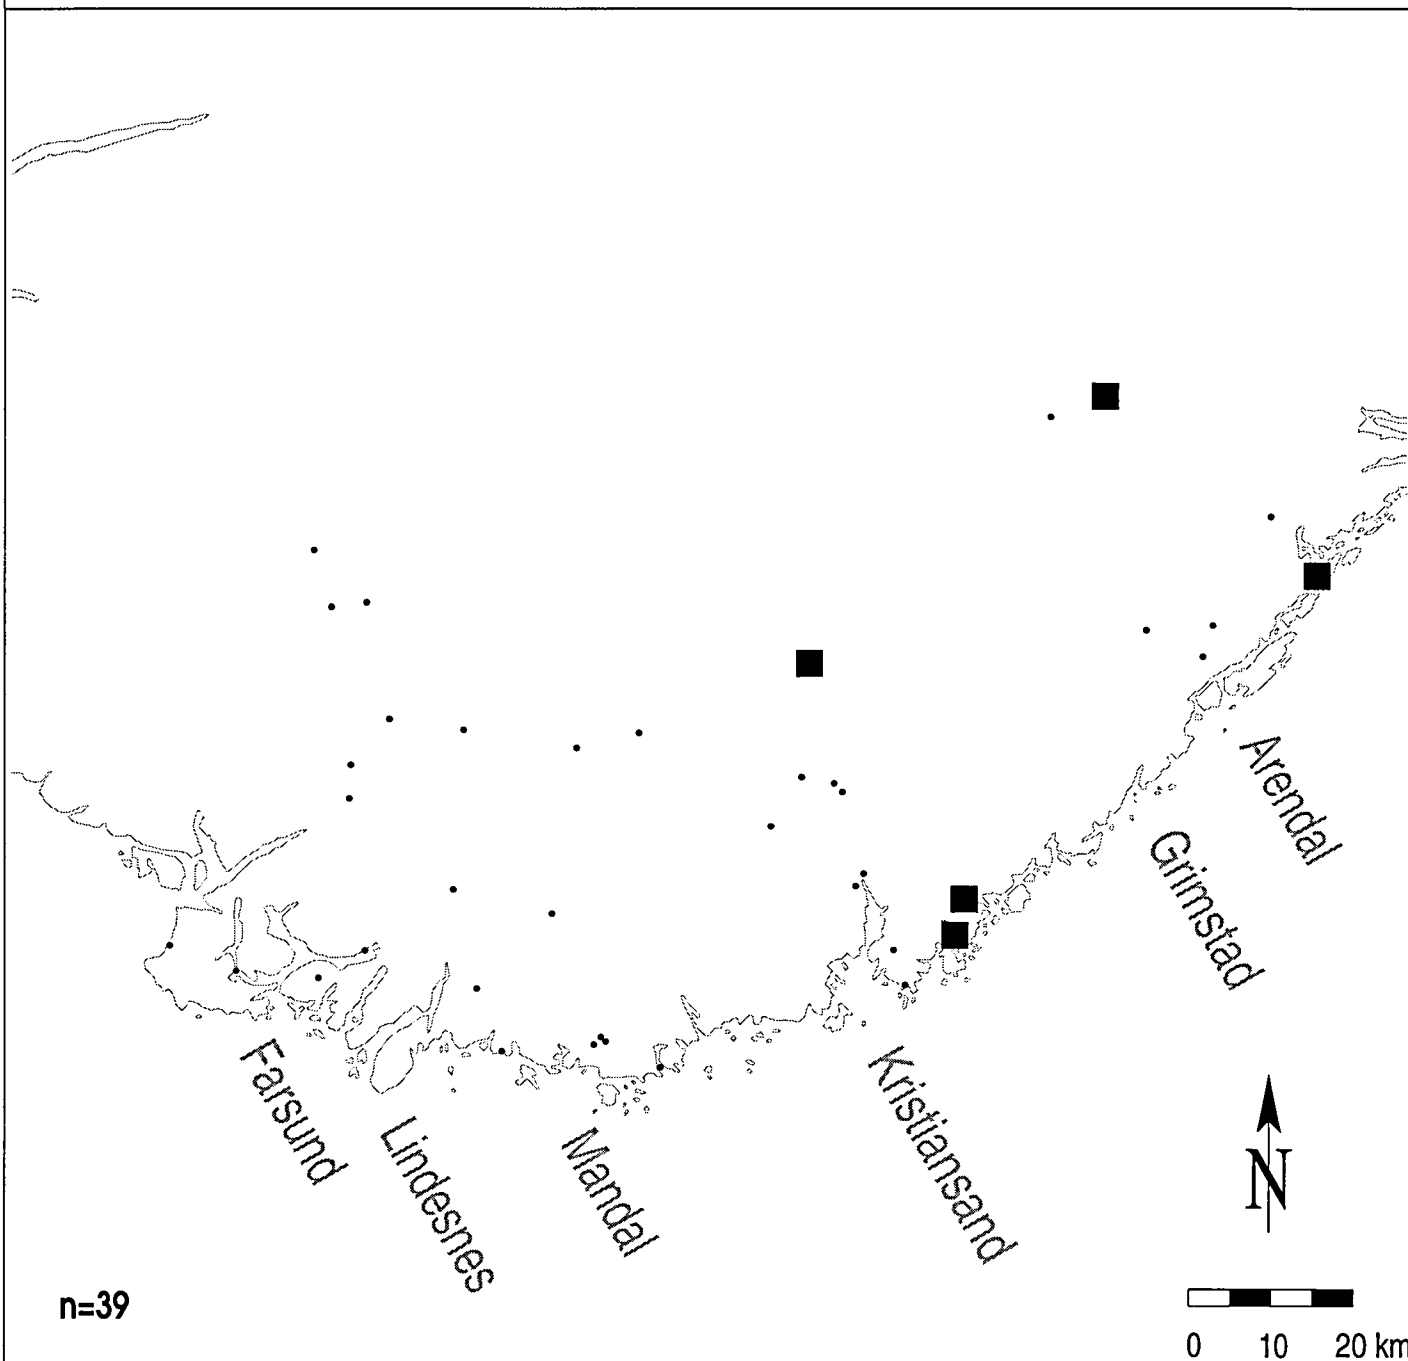 Arendal
Grimstad
Kristiansand
Farsund
Lindesnes
Mandal
N
n=39
0 10 20 km